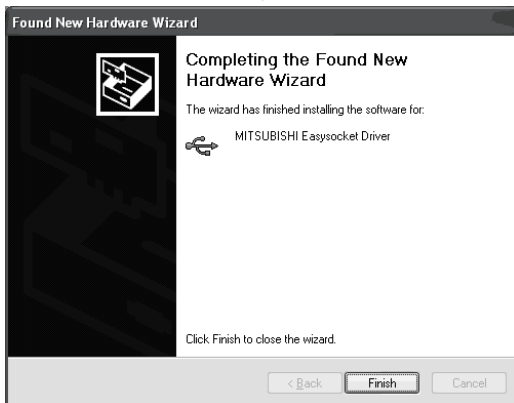 Found New Hardware Wizard
Completing the Found New
Hardware Wizard
The wizard has finished installing the software for:
MITSUBISHI Easysocket Driver
Click Finish to close the wizard.
< Back
Finish
Cancel